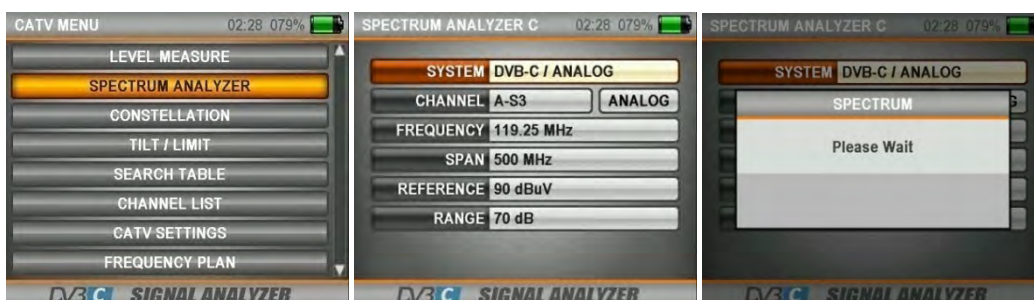 CATV MENU 02:28 079%
LEVEL MEASURE
SPECTRUM ANALYZER
CONSTELLATION
TILT / LIMIT
SEARCH TABLE
CHANNEL LIST
CATV SETTINGS
FREQUENCY PLAN
DVB C SIGNAL ANALYZER
SPECTRUM ANALYZER C 02:28 079%
SYSTEM DVB-C / ANALOG
CHANNEL A-S3 ANALOG
FREQUENCY 119.25 MHz
SPAN 500 MHz
REFERENCE 90 dBuV
RANGE 70 dB
DVB C SIGNAL ANALYZER
SPECTRUM ANALYZER C 02:28 079%
SYSTEM DVB-C / ANALOG
SPECTRUM
Please Wait
DVB C SIGNAL ANALYZER